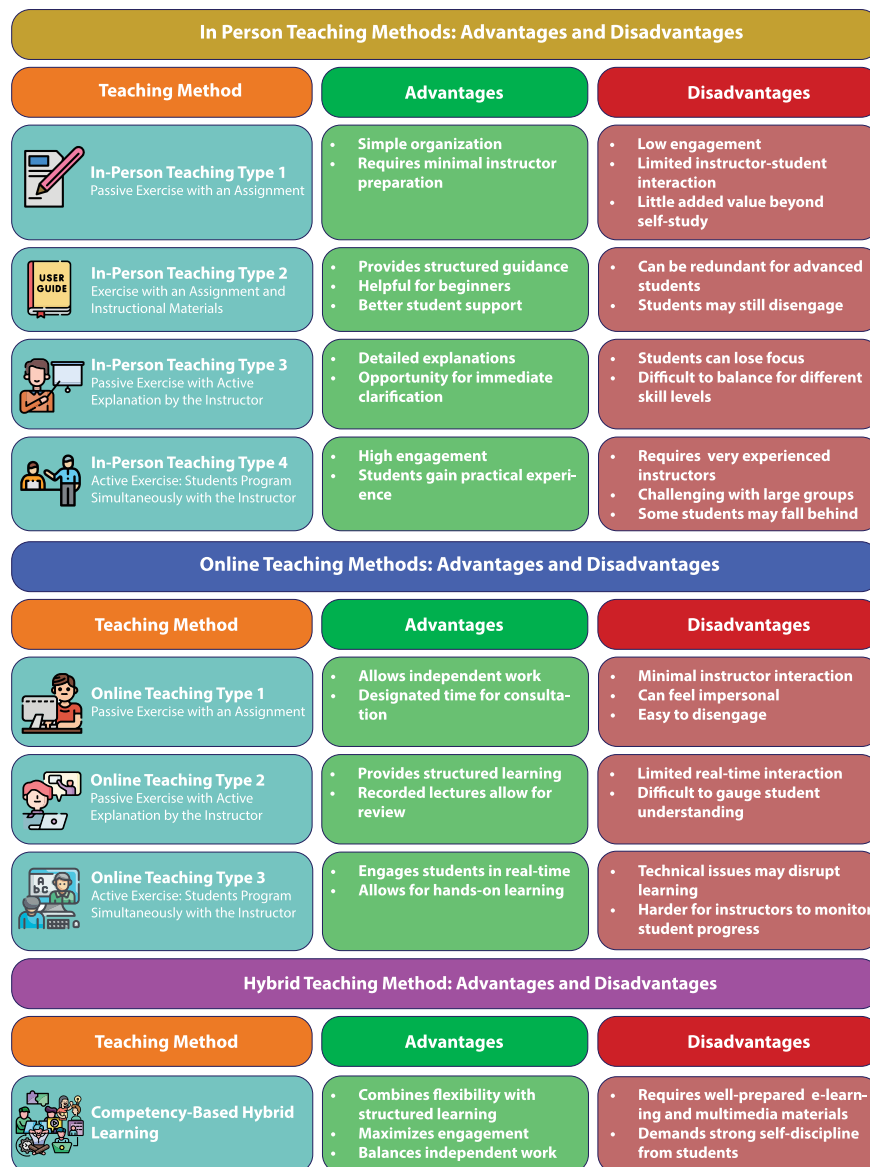 In Person Teaching Methods: Advantages and Disadvantages
Teaching Method
Advantages
Disadvantages
In-Person Teaching Type 1
Passive Exercise with an Assignment
• Simple organization
• Requires minimal instructor
preparation
• Low engagement
• Limited instructor-student
interaction
• Little added value beyond
self-study
USER
GUIDE
In-Person Teaching Type 2
Exercise with an Assignment and
Instructional Materials
• Provides structured guidance
• Helpful for beginners
• Better student support
• Can be redundant for advanced
students
• Students may still disengage
In-Person Teaching Type 3
Passive Exercise with Active
Explanation by the Instructor
• Detailed explanations
• Opportunity for immediate
clarification
• Students can lose focus
• Difficult to balance for different
skill levels
In-Person Teaching Type 4
Active Exercise: Students Program
Simultaneously with the Instructor
• High engagement
• Students gain practical experi-
ence
• Requires very experienced
instructors
• Challenging with large groups
• Some students may fall behind
Online Teaching Methods: Advantages and Disadvantages
Teaching Method
Advantages
Disadvantages
Online Teaching Type 1
Passive Exercise with an Assignment
• Allows independent work
• Designated time for consulta-
tion
• Minimal instructor interaction
• Can feel impersonal
• Easy to disengage
Online Teaching Type 2
Passive Exercise with Active
Explanation by the Instructor
• Provides structured learning
• Recorded lectures allow for
review
• Limited real-time interaction
• Difficult to gauge student
understanding
A
bc
Online Teaching Type 3
Active Exercise: Students Program
Simultaneously with the Instructor
• Engages students in real-time
• Allows for hands-on learning
• Technical issues may disrupt
learning
• Harder for instructors to monitor
student progress
Hybrid Teaching Method: Advantages and Disadvantages
Teaching Method
Advantages
Disadvantages
Competency-Based Hybrid
Learning
• Combines flexibility with
structured learning
• Maximizes engagement
• Balances independent work
• Requires well-prepared e-learn-
ing and multimedia materials
• Demands strong self-discipline
from students